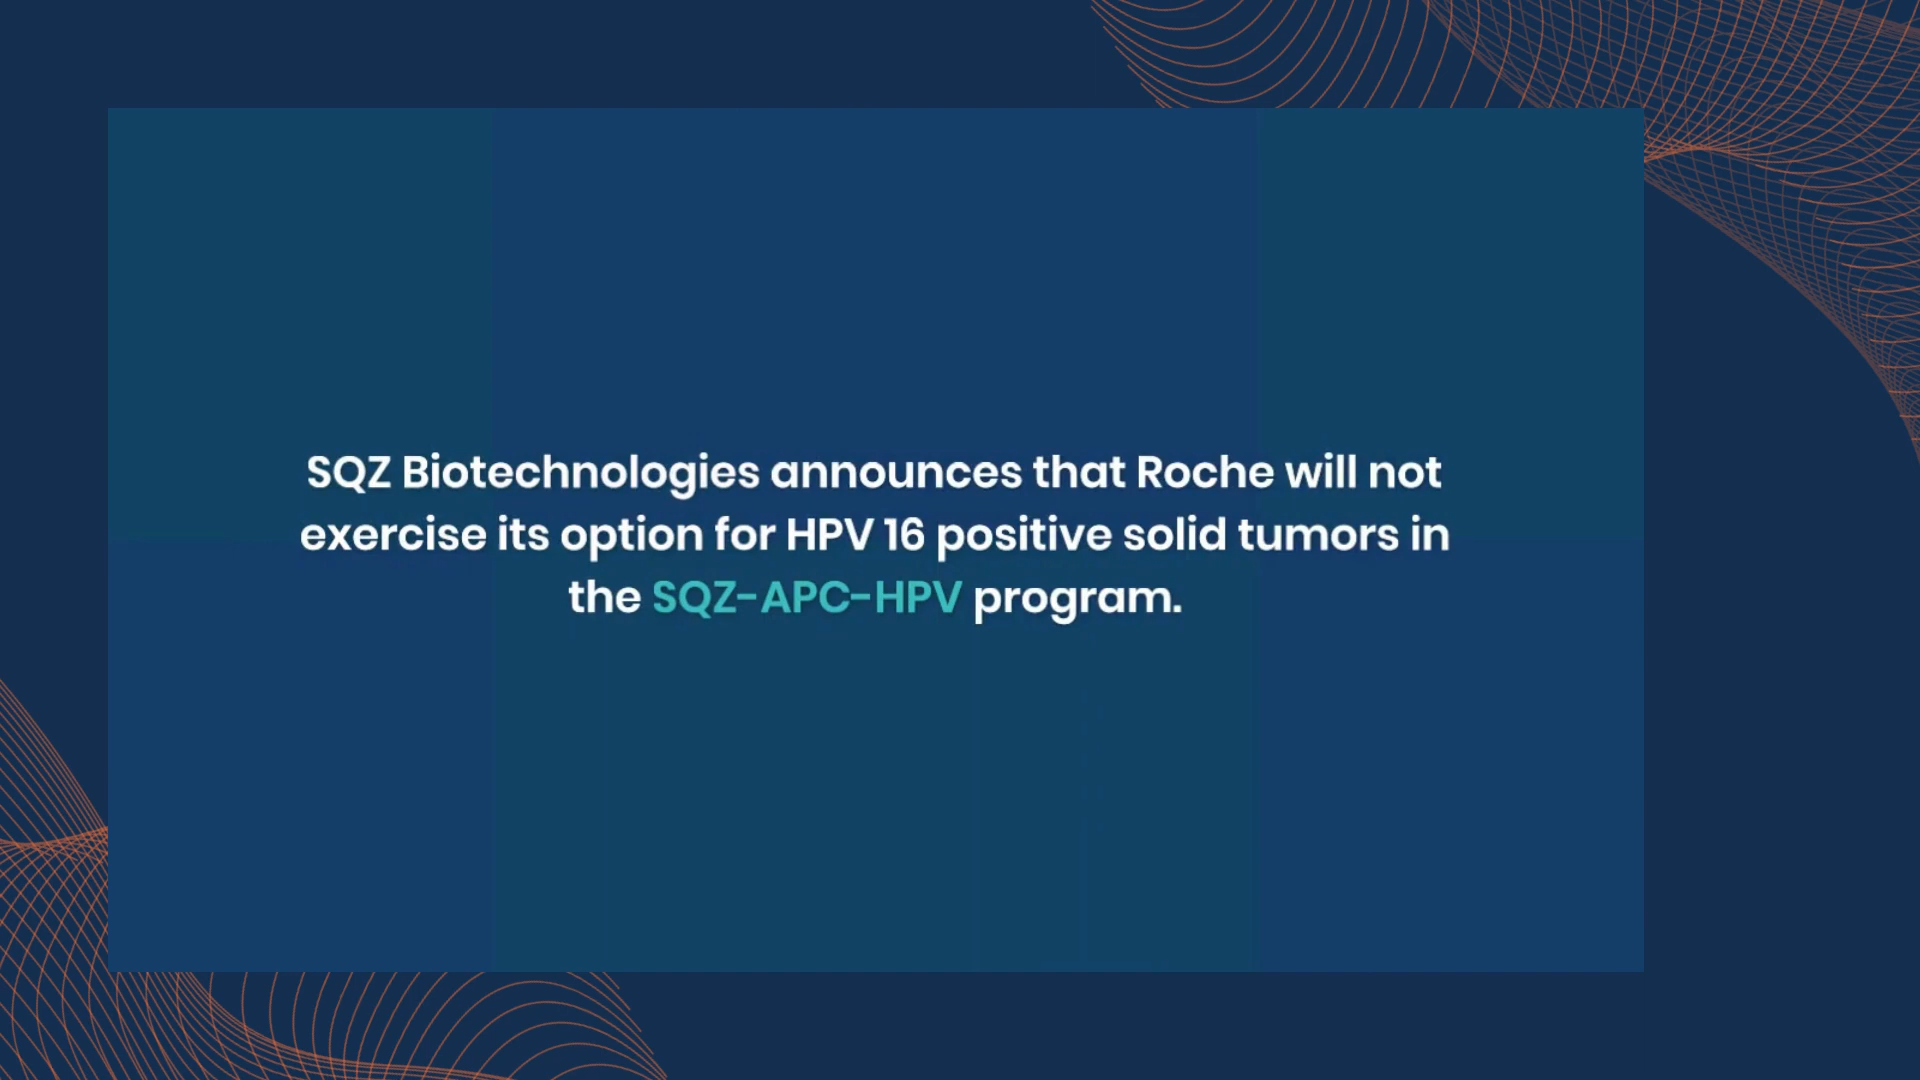 SQZ Biotechnologies announces that Roche will not
exercise its option for HPV 16 positive solid tumors in
the SQZ-APC-HPV program.